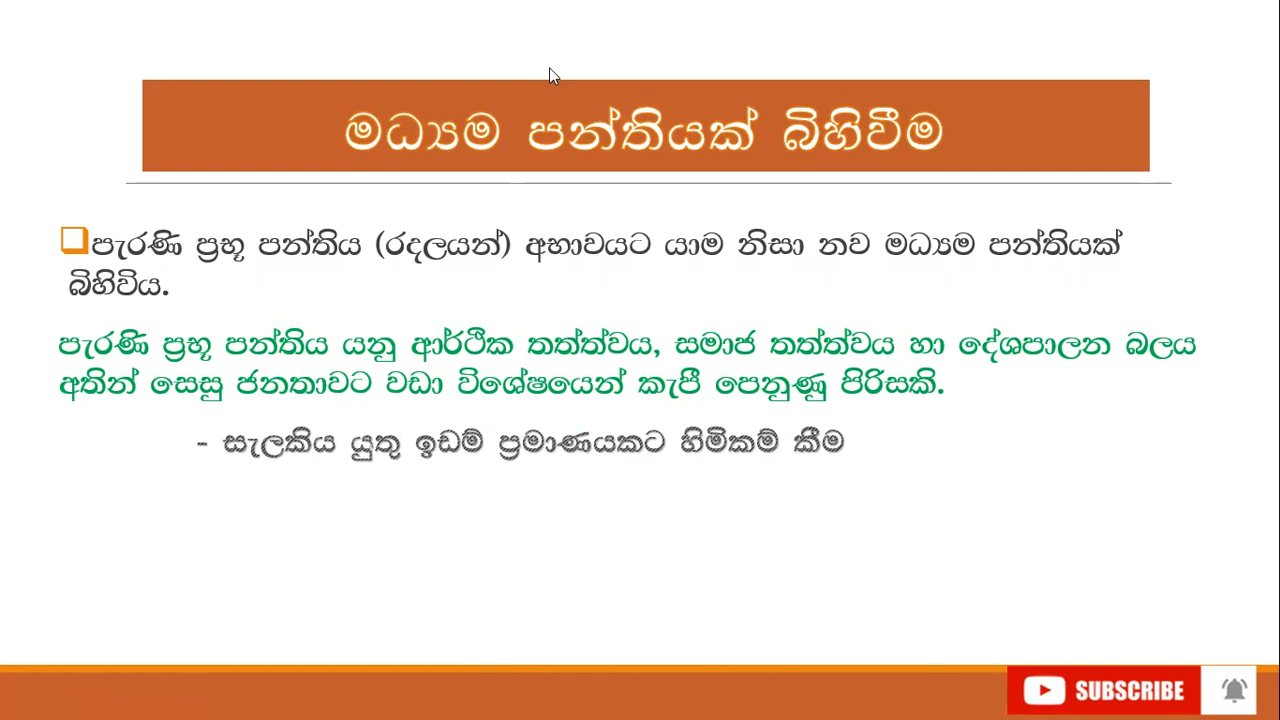 මධ්‍යම පන්තියක් බිහිවීම
පැරණි ප්‍රභූ පන්තිය (රදලයන්) අභාවයට යාම නිසා නව මධ්‍යම පන්තියක්
බිහිවිය.
පැරණි ප්‍රභූ පන්තිය යනු ආර්ථික තත්ත්වය, සමාජ තත්ත්වය හා දේශපාලන බලය
අතින් සෙසු ජනතාවට වඩා විශේෂයෙන් කැපී පෙනුණු පිරිසකි.
- සැලකිය යුතු ඉඩම් ප්‍රමාණයකට හිමිකම් කීම
SUBSCRIBE